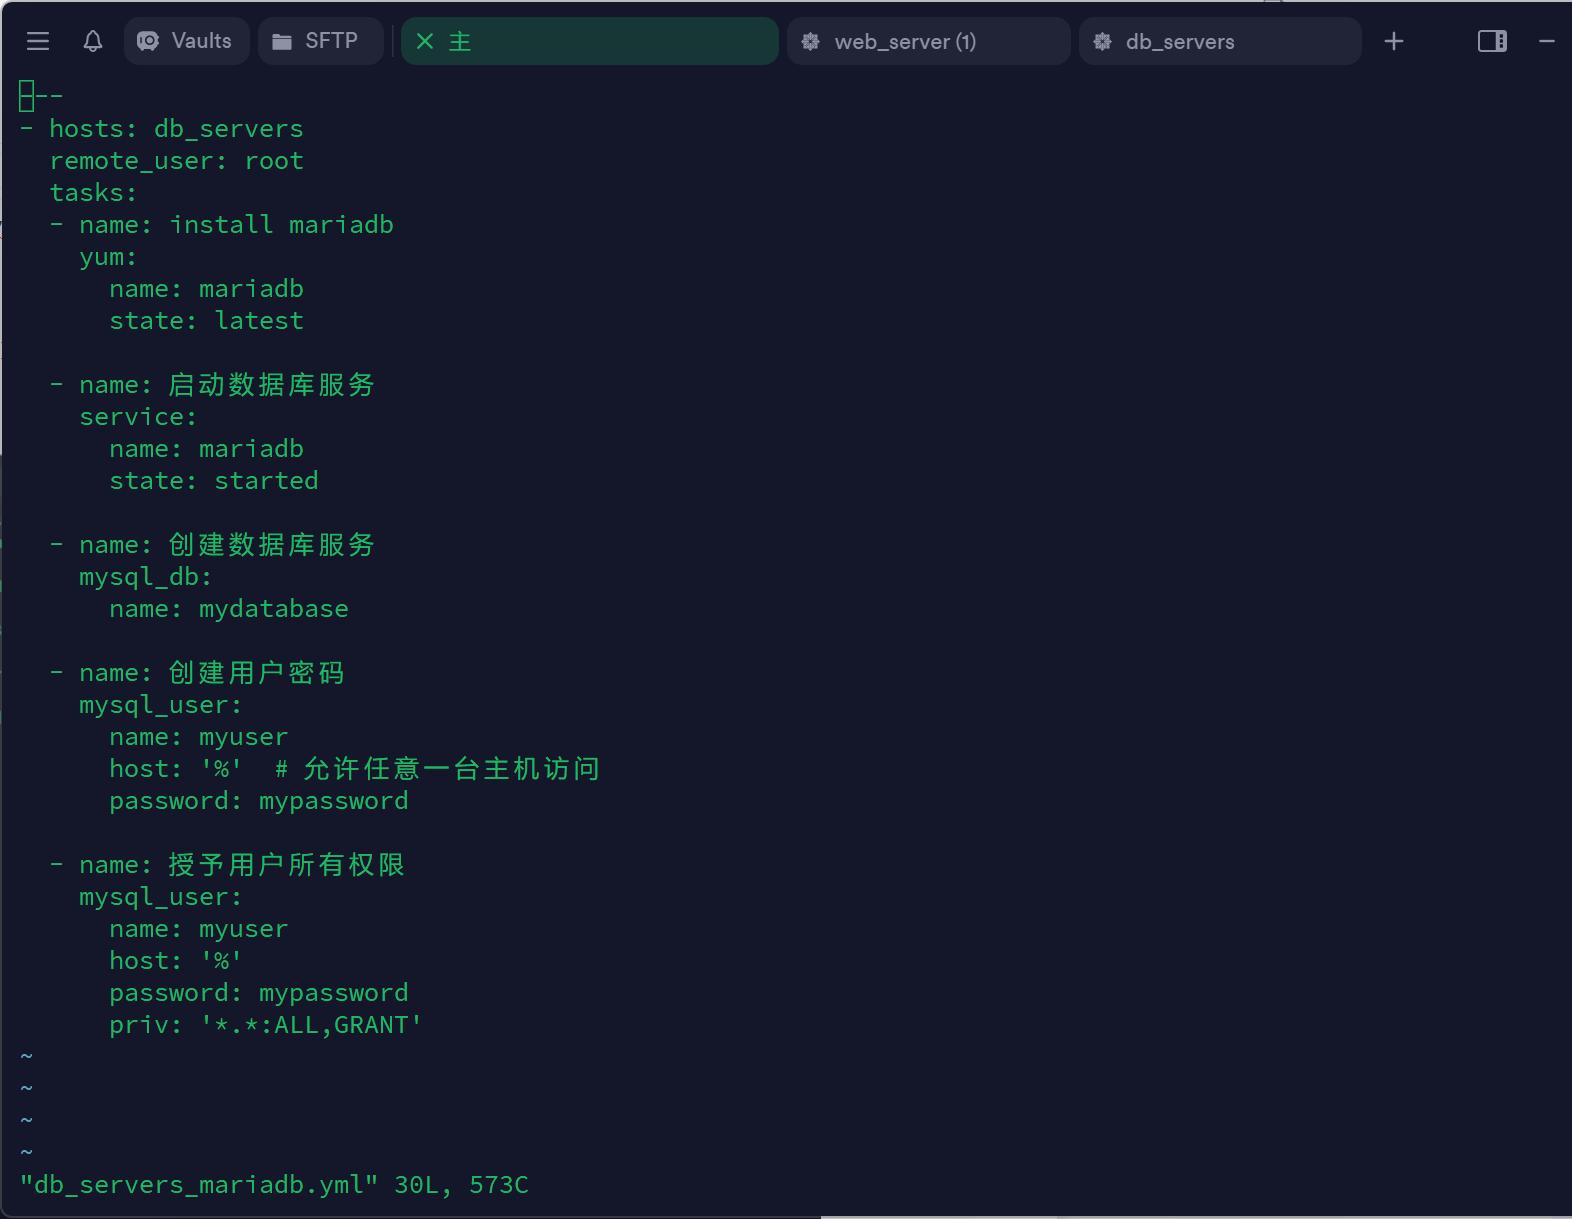 Vaults SFTP 主 web_server (1) db_servers
---
- hosts: db_servers
  remote_user: root
  tasks:
  - name: install mariadb
    yum:
      name: mariadb
      state: latest

  - name: 启动数据库服务
    service:
      name: mariadb
      state: started

  - name: 创建数据库服务
    mysql_db:
      name: mydatabase

  - name: 创建用户密码
    mysql_user:
      name: myuser
      host: '%'  # 允许任意一台主机访问
      password: mypassword

  - name: 授予用户所有权限
    mysql_user:
      name: myuser
      host: '%'
      password: mypassword
      priv: '*.*:ALL,GRANT'
~
~
~
~
"db_servers_mariadb.yml" 30L, 573C